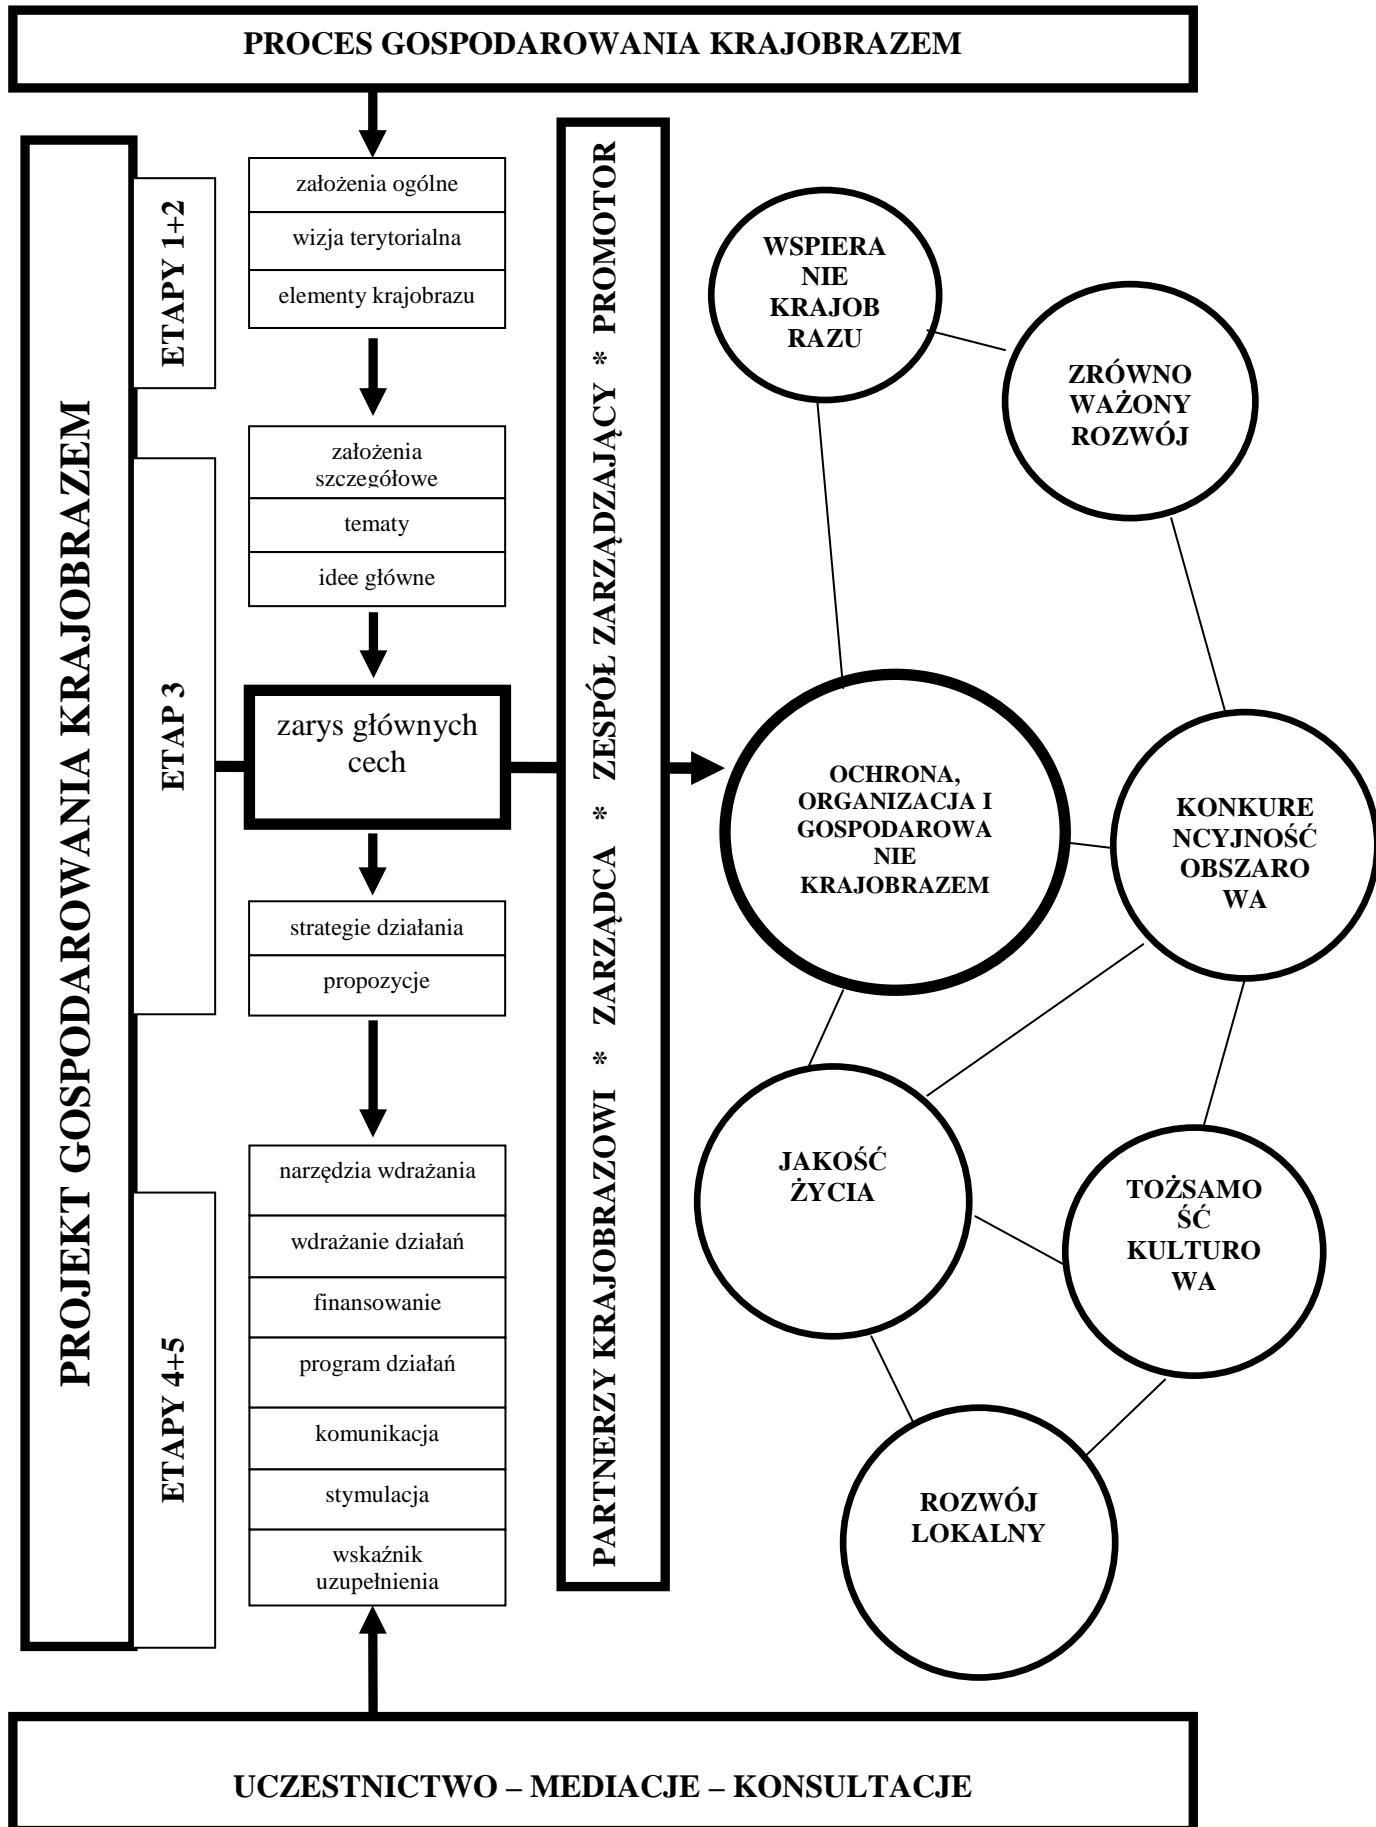 PROCES GOSPODAROWANIA KRAJOBRAZEM
PROJEKT GOSPODAROWANIA KRAJOBRAZEM
ETAPY 1+2
założenia ogólne
wizja terytorialna
elementy krajobrazu
ETAP 3
założenia
szczegółowe
tematy
idee główne
zarys głównych
cech
strategie działania
propozycje
ETAPY 4+5
narzędzia wdrażania
wdrażanie działań
finansowanie
program działań
komunikacja
stymulacja
wskaźnik
uzupełnienia
PARTNERZY KRAJOBRAZOWI * ZARZĄDCA * ZESPÓŁ ZARZĄDZAJĄCY * PROMOTOR
WSPIERA
NIE
KRAJOB
RAZU
ZRÓWNO
WAŻONY
ROZWÓJ
OCHRONA,
ORGANIZACJA I
GOSPODAROWA
NIE
KRAJOBRAZEM
KONKURE
NCYJNOŚĆ
OBSZARO
WA
JAKOŚĆ
ŻYCIA
TOŻSAMO
ŚĆ
KULTURO
WA
ROZWÓJ
LOKALNY
UCZESTNICTWO – MEDIACJE – KONSULTACJE